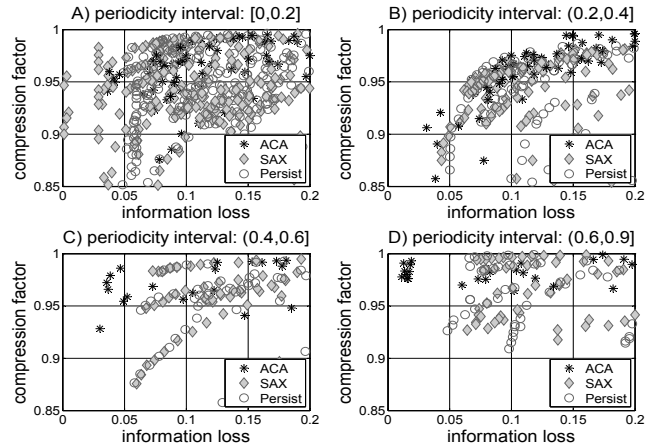 A) periodicity interval: [0,0.2]
compression factor
1
0.95
0.9
0.85
ACA
SAX
Persist
0 0.05 0.1 0.15 0.2
information loss
B) periodicity interval: (0.2,0.4]
compression factor
1
0.95
0.9
0.85
ACA
SAX
Persist
0 0.05 0.1 0.15 0.2
information loss
C) periodicity interval: (0.4,0.6]
compression factor
1
0.95
0.9
0.85
ACA
SAX
Persist
0 0.05 0.1 0.15 0.2
information loss
D) periodicity interval: (0.6,0.9]
compression factor
1
0.95
0.9
0.85
ACA
SAX
Persist
0 0.05 0.1 0.15 0.2
information loss